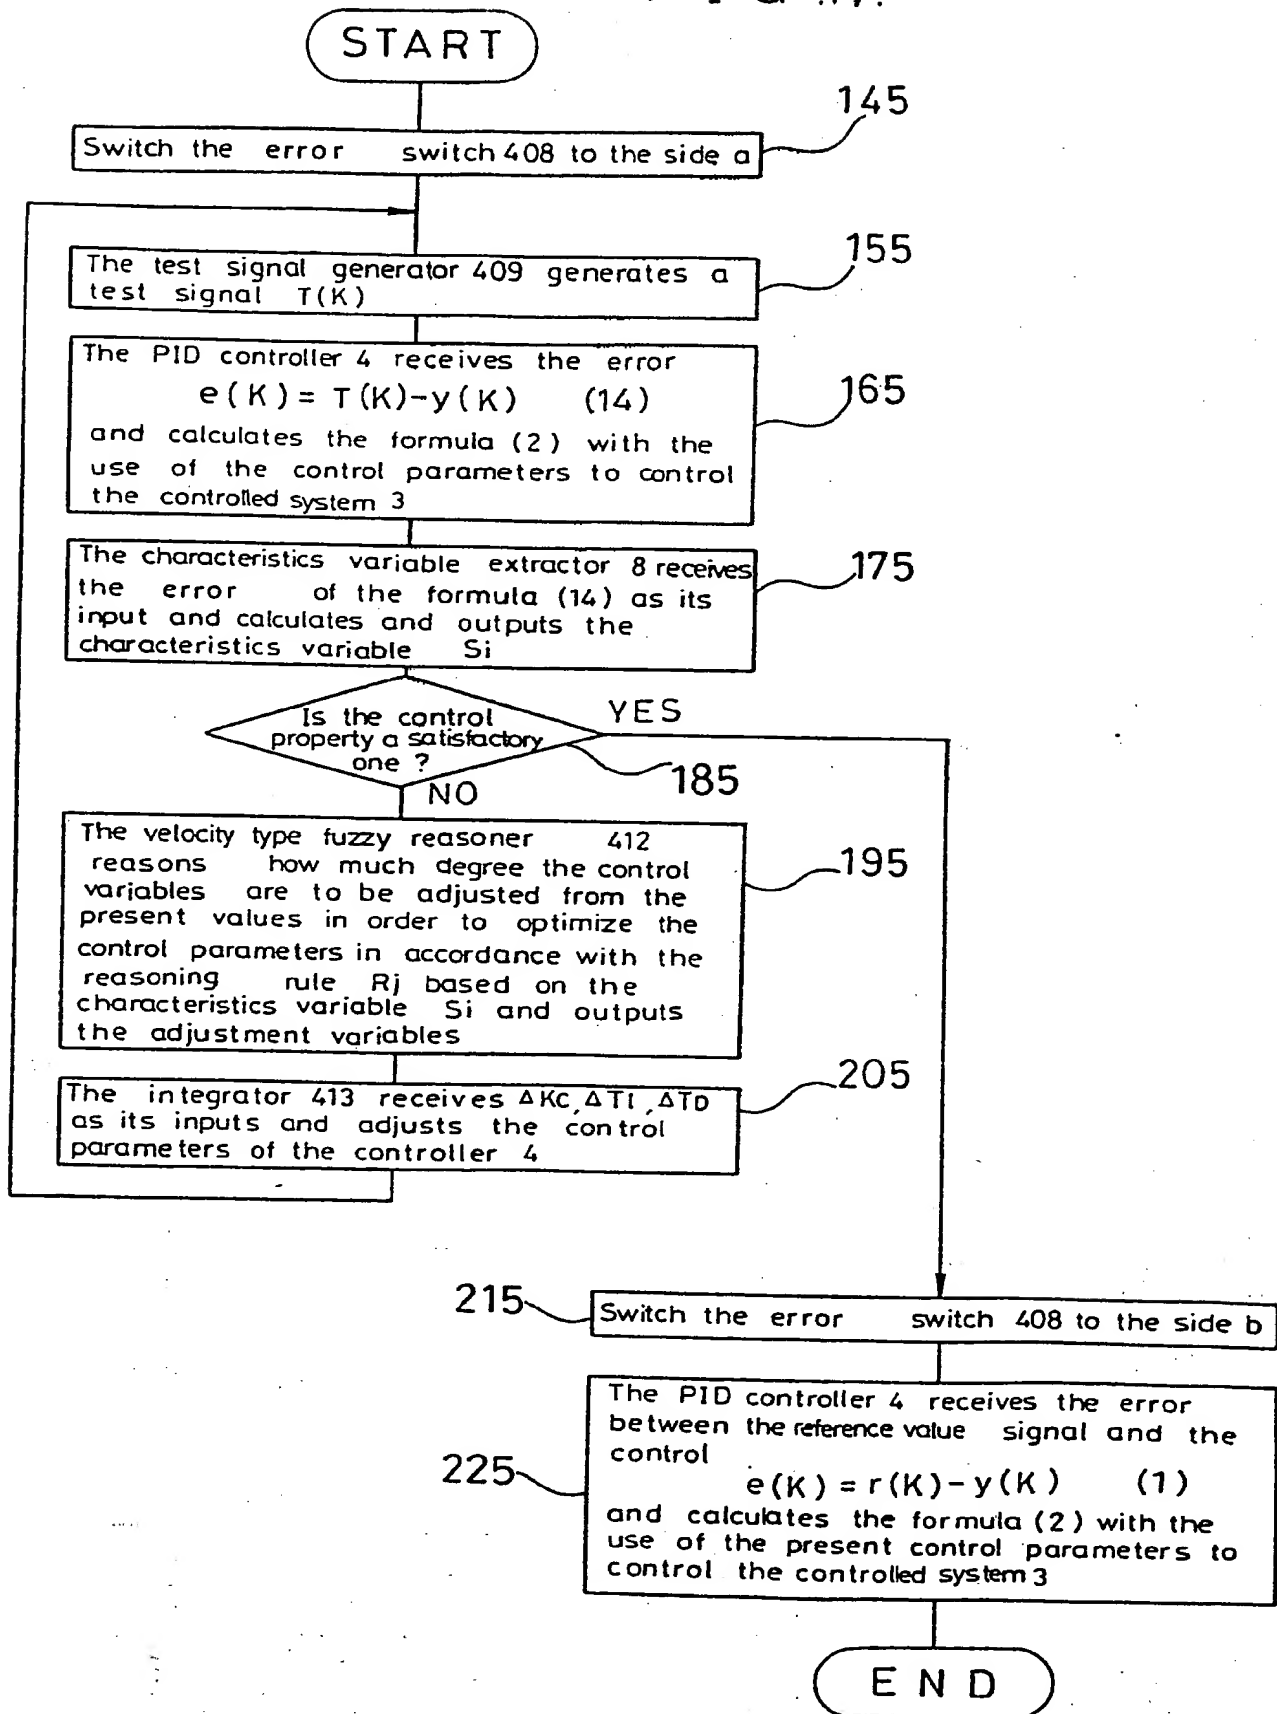 START
145
Switch the error switch 408 to the side a
155
The test signal generator 409 generates a
test signal T(K)
The PID controller 4 receives the error
e(K) = T(K)-y(K) (14)
165
and calculates the formula (2) with the
use of the control parameters to control
the controlled system 3
The characteristics variable extractor 8 receives
175
the error of the formula (14) as its
input and calculates and outputs the
characteristics variable Si
Is the control
property a satisfactory
one ?
YES
185
NO
The velocity type fuzzy reasoner 412
reasons how much degree the control
195
variables are to be adjusted from the
present values in order to optimize the
control parameters in accordance with the
reasoning rule Rj based on the
characteristics variable Si and outputs
the adjustment variables
205
The integrator 413 receives ΔKC, ΔTI, ΔTD
as its inputs and adjusts the control
parameters of the controller 4
215
Switch the error switch 408 to the side b
The PID controller 4 receives the error
between the reference value signal and the
control
225
e(K) = r(K)-y(K) (1)
and calculates the formula (2) with the
use of the present control parameters to
control the controlled system 3
END